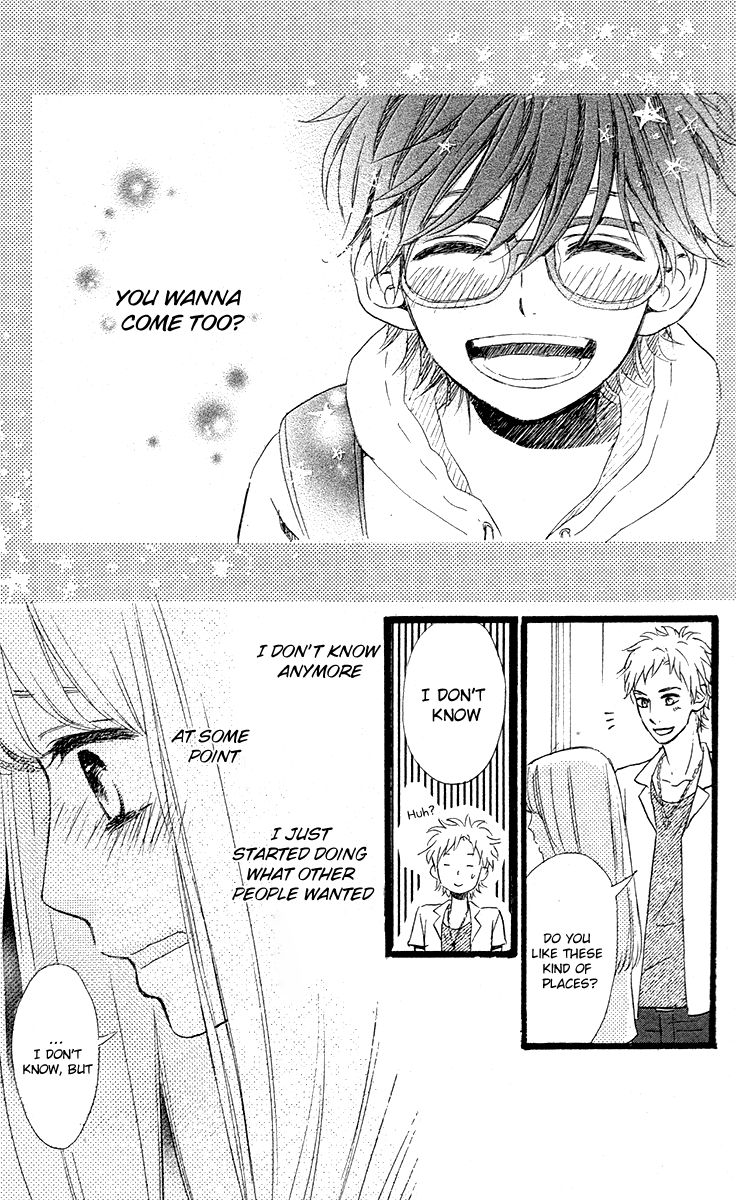 YOU WANNA
COME TOO?
DO YOU
LIKE THESE
KIND OF
PLACES?
I DON'T
KNOW
Huh?
I DON'T KNOW
ANYMORE
AT SOME
POINT
I JUST
STARTED DOING
WHAT OTHER
PEOPLE WANTED
...
I DON'T
KNOW, BUT